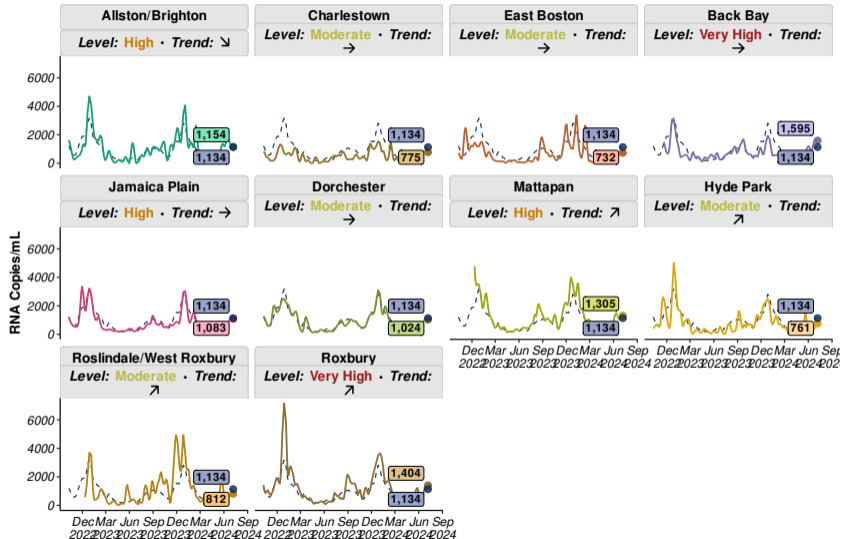 Allston/Brighton
Level: High · Trend: ↘
Charlestown
Level: Moderate · Trend:
→
East Boston
Level: Moderate · Trend:
→
Back Bay
Level: Very High · Trend:
→
6000
4000
2000
0
1,154
1,134
1,134
775
1,134
732
1,595
1,134
Jamaica Plain
Level: High · Trend: →
Dorchester
Level: Moderate · Trend:
→
Mattapan
Level: High · Trend: ↗
Hyde Park
Level: Moderate · Trend:
↗
RNA Copies/mL
6000
4000
2000
0
1,134
1,083
1,134
1,024
1,305
1,134
1,134
761
Dec Mar Jun Sep Dec Mar Jun Sep
2022 2023 2023 2023 2023 2024 2024 2024
Dec Mar Jun Sep Dec Mar Jun Sep
2022 2023 2023 2023 2023 2024 2024 2024
Roslindale/West Roxbury
Level: Moderate · Trend:
↗
Roxbury
Level: Very High · Trend:
↗
6000
4000
2000
0
1,134
812
1,404
1,134
Dec Mar Jun Sep Dec Mar Jun Sep
2022 2023 2023 2023 2023 2024 2024 2024
Dec Mar Jun Sep Dec Mar Jun Sep
2022 2023 2023 2023 2023 2024 2024 2024